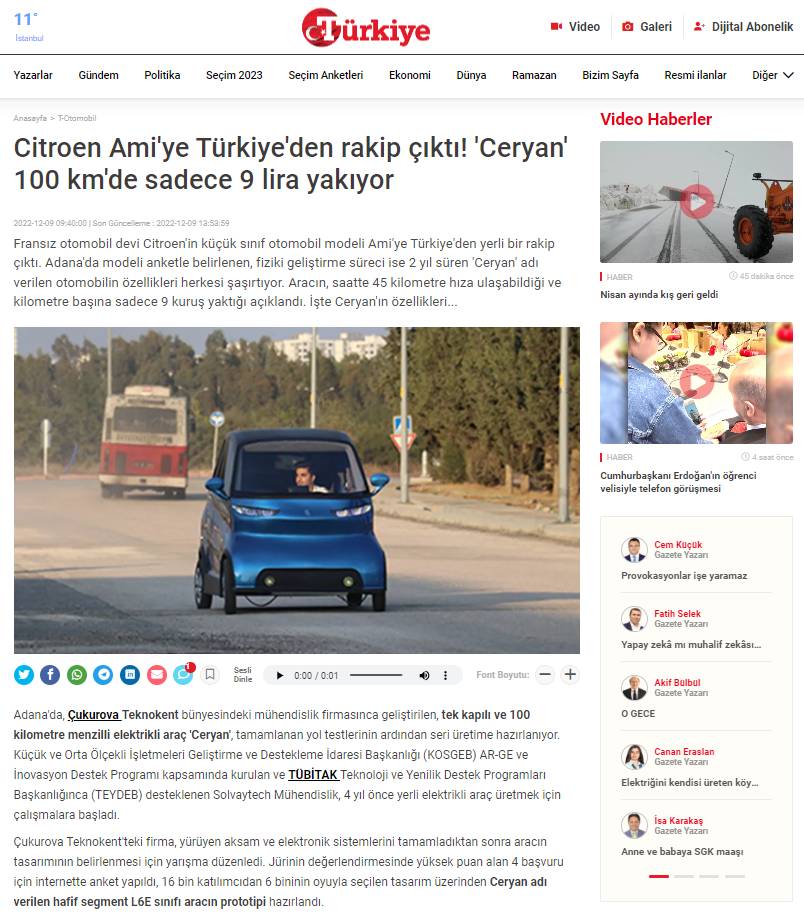 11°
İstanbul
Türkiye
Video
Galeri
Dijital Abonelik
Yazarlar Gündem Politika Seçim 2023 Seçim Anketleri Ekonomi Dünya Ramazan Bizim Sayfa Resmi ilanlar Diğer
Anasayfa > T-Otomobil
Citroen Ami'ye Türkiye'den rakip çıktı! 'Ceryan'
100 km'de sadece 9 lira yakıyor
2022-12-09 09:40:00 | Son Güncelleme : 2022-12-09 13:53:59
Fransız otomobil devi Citroen'in küçük sınıf otomobil modeli Ami'ye Türkiye'den yerli bir rakip
çıktı. Adana'da modeli anketle belirlenen, fiziki geliştirme süreci ise 2 yıl süren 'Ceryan' adı
verilen otomobilin özellikleri herkesi şaşırtıyor. Aracın, saatte 45 kilometre hıza ulaşabildiği ve
kilometre başına sadece 9 kuruş yaktığı açıklandı. İşte Ceryan'ın özellikleri...
1
Sesli
Dinle
0:00 / 0:01
Font Boyutu:
Adana'da, Çukurova Teknokent bünyesindeki mühendislik firmasınca geliştirilen, tek kapılı ve 100
kilometre menzilli elektrikli araç 'Ceryan', tamamlanan yol testlerinin ardından seri üretime hazırlanıyor.
Küçük ve Orta Ölçekli İşletmeleri Geliştirme ve Destekleme İdaresi Başkanlığı (KOSGEB) AR-GE ve
İnovasyon Destek Programı kapsamında kurulan ve TÜBİTAK Teknoloji ve Yenilik Destek Programları
Başkanlığınca (TEYDEB) desteklenen Solvaytech Mühendislik, 4 yıl önce yerli elektrikli araç üretmek için
çalışmalara başladı.
Çukurova Teknokent'teki firma, yürüyen aksam ve elektronik sistemlerini tamamladıktan sonra aracın
tasarımının belirlenmesi için yarışma düzenledi. Jürinin değerlendirmesinde yüksek puan alan 4 başvuru
için internette anket yapıldı, 16 bin katılımcıdan 6 bininin oyuyla seçilen tasarım üzerinden Ceryan adı
verilen hafif segment L6E sınıfı aracın prototipi hazırlandı.
Video Haberler
HABER
45 dakika önce
Nisan ayında kış geri geldi
HABER
4 saat önce
Cumhurbaşkanı Erdoğan'ın öğrenci
velisiyle telefon görüşmesi
Cem Küçük
Gazete Yazarı
Provokasyonlar işe yaramaz
Fatih Selek
Gazete Yazarı
Yapay zekâ mı muhalif zekâsı...
Akif Bülbül
Gazete Yazarı
O GECE
Canan Eraslan
Gazete Yazarı
Elektriğini kendisi üreten köy...
İsa Karakaş
Gazete Yazarı
Anne ve babaya SGK maaşı